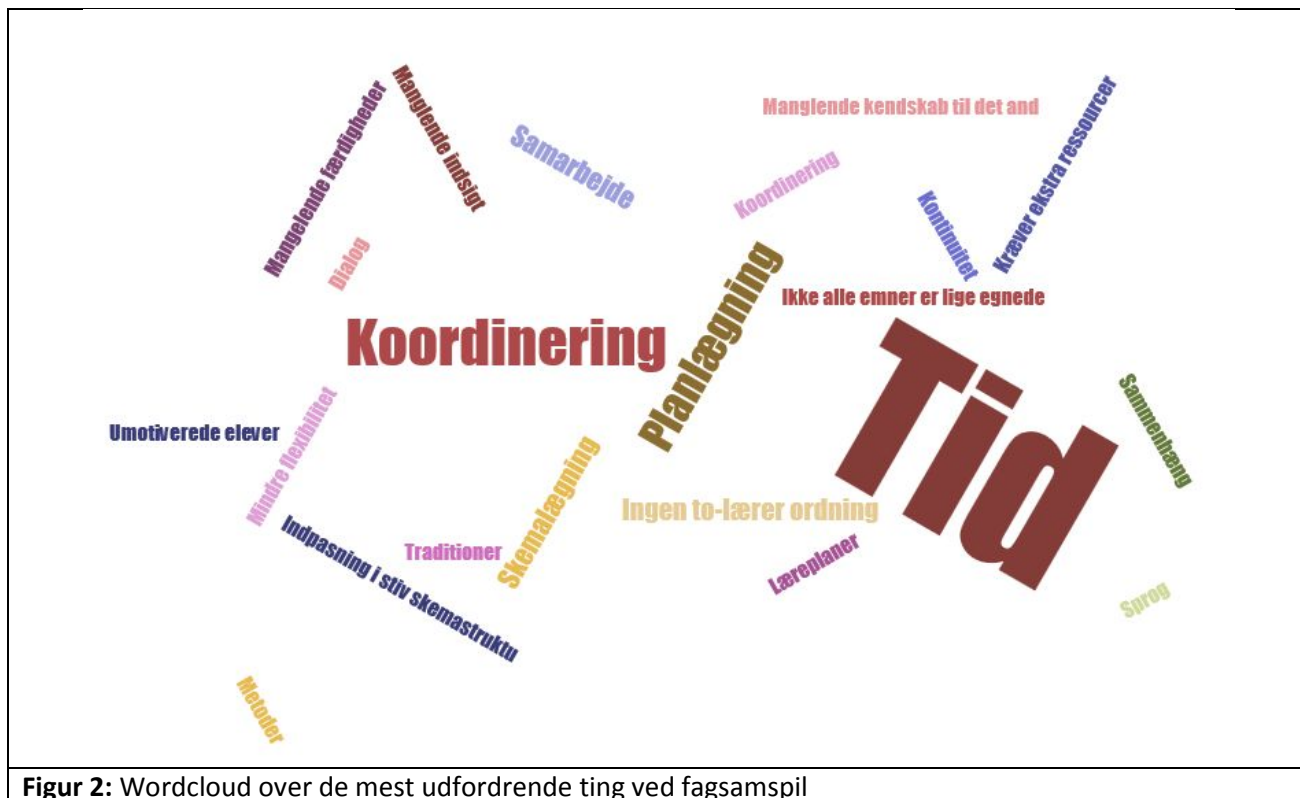 Manglende indsigt
Mangelende færdigheder
Samarbejde
Manglende kendskab til det and
Kræver ekstra ressourcer
Koordinering
Kontinuitet
Dialog
Ikke alle emner er lige egnede
Planlægning
Koordinering
Tid
Sammenhæng
Mindre flexibilitet
Umotiverede elever
Skemalægning
Ingen to-lærer ordning
Indpasning i stiv skemastruktu
Traditioner
Læreplaner
Sprog
Metoder
Figur 2: Wordcloud over de mest udfordrende ting ved fagsamspil